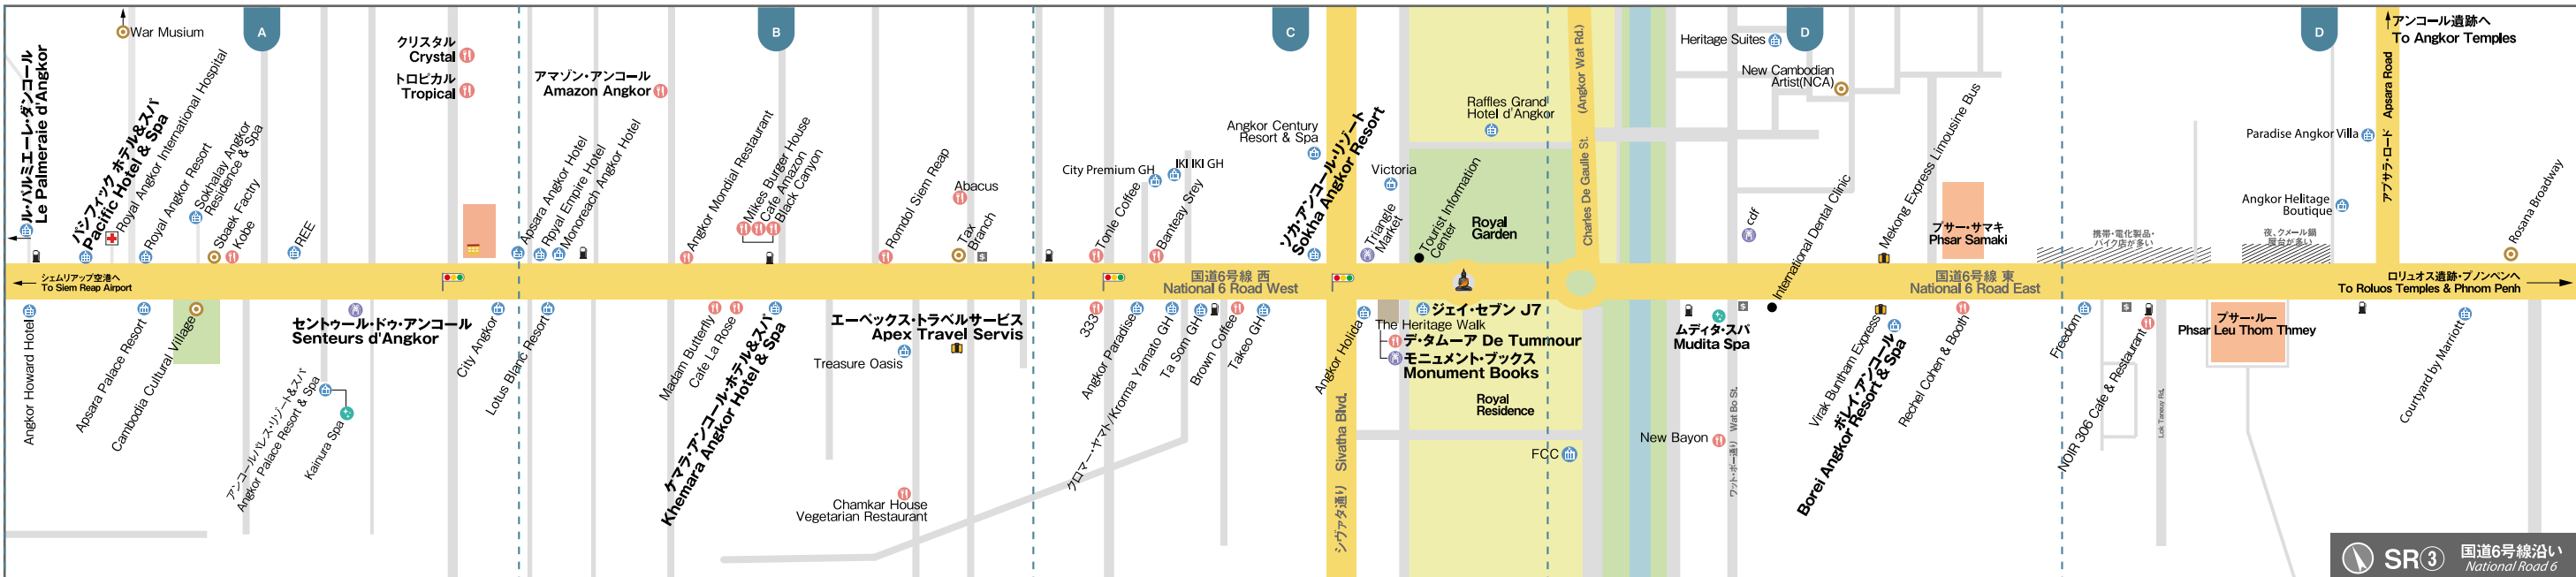 A
B
C
D
D
War Musium
ル・パルミエーレ・ダンコール
Le Palmeraie d'Angkor
パシフィック ホテル&スパ
Pacific Hotel & Spa
Royal Angkor International Hospital
Royal Angkor Resort
Sokhalay Angkor
Residence & Spa
Sbaek Factry
Kobe
REE
クリスタル
Crystal
トロピカル
Tropical
アマゾン・アンコール
Amazon Angkor
Apsara Angkor Hotel
Rpyal Empire Hotel
Monoreach Angkor Hotel
Angkor Mondial Restaurant
Mikes Burger House
Cafe Amazon
Black Canyon
Romdol Siem Reap
Abacus
Tax
Branch
$
City Premium GH
IKI IKI GH
Tonle Coffee
Banteay Srey
Angkor Century
Resort & Spa
ソカ・アンコール・リゾート
Sokha Angkor Resort
Victoria
Triangle
Market
Tourist Information
Center
Raffles Grand
Hotel d'Angkor
Royal
Garden
Charles De Gaulle St. (Angkor Wat Rd.)
Heritage Suites
New Cambodian
Artist(NCA)
cdf
International Dental Clinic
Mekong Express Limousine Bus
プサー・サマキ
Phsar Samaki
携帯・電化製品・
バイク店が多い
夜、クメール鍋
屋台が多い
Paradise Angkor Villa
Angkor Helitage
Boutique
アプサラ・ロード Apsara Road
アンコール遺跡へ
To Angkor Temples
Rosana Broadway
シェムリアップ空港へ
To Siem Reap Airport
国道6号線 西
National 6 Road West
国道6号線 東
National 6 Road East
ロリュオス遺跡・プノンペンへ
To Roluos Temples & Phnom Penh
Angkor Howard Hotel
Apsara Palace Resort
Cambodia Cultural Village
セントゥール・ドゥ・アンコール
Senteurs d'Angkor
アンコールパレス・リゾート&スパ
Angkor Palace Resort & Spa
Kainura Spa
City Angkor
Lotus Blanc Resort
Madam Butterfly
Cafe La Rose
ケマラ・アンコール・ホテル&スパ
Khemara Angkor Hotel & Spa
エーペックス・トラベルサービス
Apex Travel Servis
Treasure Oasis
Chamkar House
Vegetarian Restaurant
333
Angkor Paradise
クロマー・ヤマト/Kroma Yamato GH
Ta Som GH
Brown Coffee
Takeo GH
Angkor Holida
シヴァタ通り Sivatha Blvd.
ジェイ・セブン J7
The Heritage Walk
デ・タムーア De Tummour
モニュメント・ブックス
Monument Books
Royal
Residence
FCC
$
ムディタ・スパ
Mudita Spa
New Bayon
ワット・ボー通り Wat Bo St.
Virak Buntham Express
ボレイ・アンコール
Borei Angkor Resort & Spa
Rechel Cohen & Booth
Freedom
$
NOIR 306 Cafe & Restaurant
Lok Taneuy Rd.
プサー・ルー
Phsar Leu Thom Thmey
Courtyard by Marriott
SR③
国道6号線沿い
National Road 6